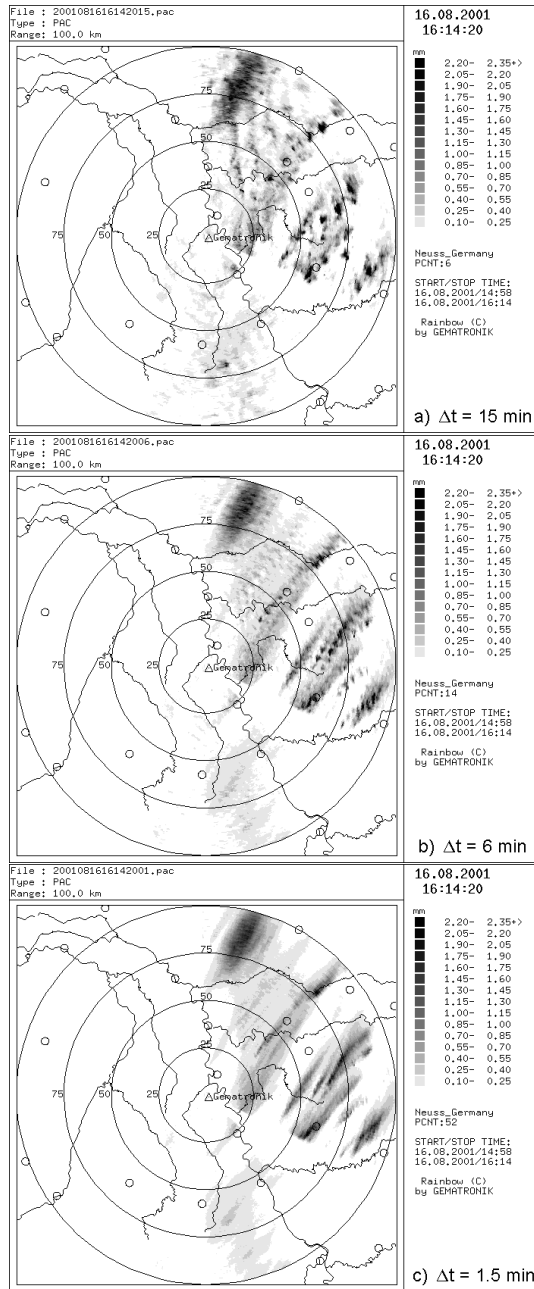 File : 2001081616142015.pac
Type : PAC
Range: 100.0 km
75
50
25
75
25
Gematronik
16.08.2001
16:14:20
mm
2.20- 2.35+>
2.05- 2.20
1.90- 2.05
1.75- 1.90
1.60- 1.75
1.45- 1.60
1.30- 1.45
1.15- 1.30
1.00- 1.15
0.85- 1.00
0.70- 0.85
0.55- 0.70
0.40- 0.55
0.25- 0.40
0.10- 0.25
Neuss_Germany
PCNT:6
START/STOP TIME:
16.08.2001/14:58
16.08.2001/16:14
Rainbow (C)
by GEMATRONIK
a) Δt = 15 min
File : 2001081616142006.pac
Type : PAC
Range: 100.0 km
75
50
25
75
25
Gematronik
16.08.2001
16:14:20
mm
2.20- 2.35+>
2.05- 2.20
1.90- 2.05
1.75- 1.90
1.60- 1.75
1.45- 1.60
1.30- 1.45
1.15- 1.30
1.00- 1.15
0.85- 1.00
0.70- 0.85
0.55- 0.70
0.40- 0.55
0.25- 0.40
0.10- 0.25
Neuss_Germany
PCNT:14
START/STOP TIME:
16.08.2001/14:58
16.08.2001/16:14
Rainbow (C)
by GEMATRONIK
b) Δt = 6 min
File : 2001081616142001.pac
Type : PAC
Range: 100.0 km
75
50
25
75
50
25
Gematronik
16.08.2001
16:14:20
mm
2.20- 2.35+>
2.05- 2.20
1.90- 2.05
1.75- 1.90
1.60- 1.75
1.45- 1.60
1.30- 1.45
1.15- 1.30
1.00- 1.15
0.85- 1.00
0.70- 0.85
0.55- 0.70
0.40- 0.55
0.25- 0.40
0.10- 0.25
Neuss_Germany
PCNT:52
START/STOP TIME:
16.08.2001/14:58
16.08.2001/16:14
Rainbow (C)
by GEMATRONIK
c) Δt = 1.5 min